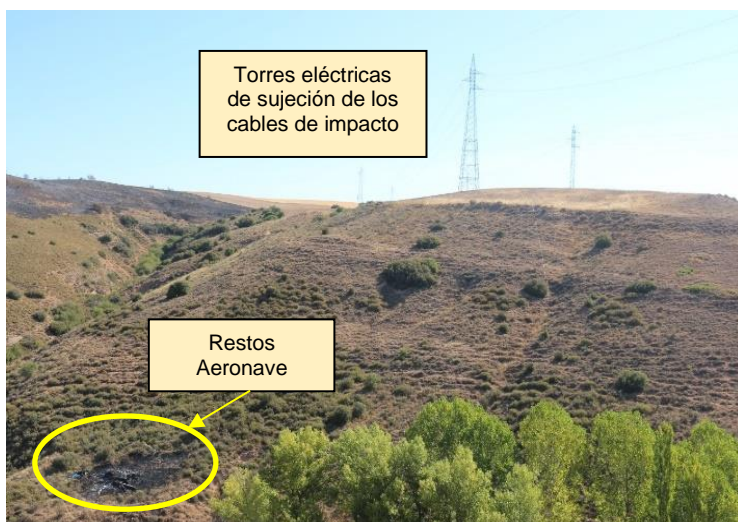 Torres eléctricas
de sujeción de los
cables de impacto
Restos
Aeronave